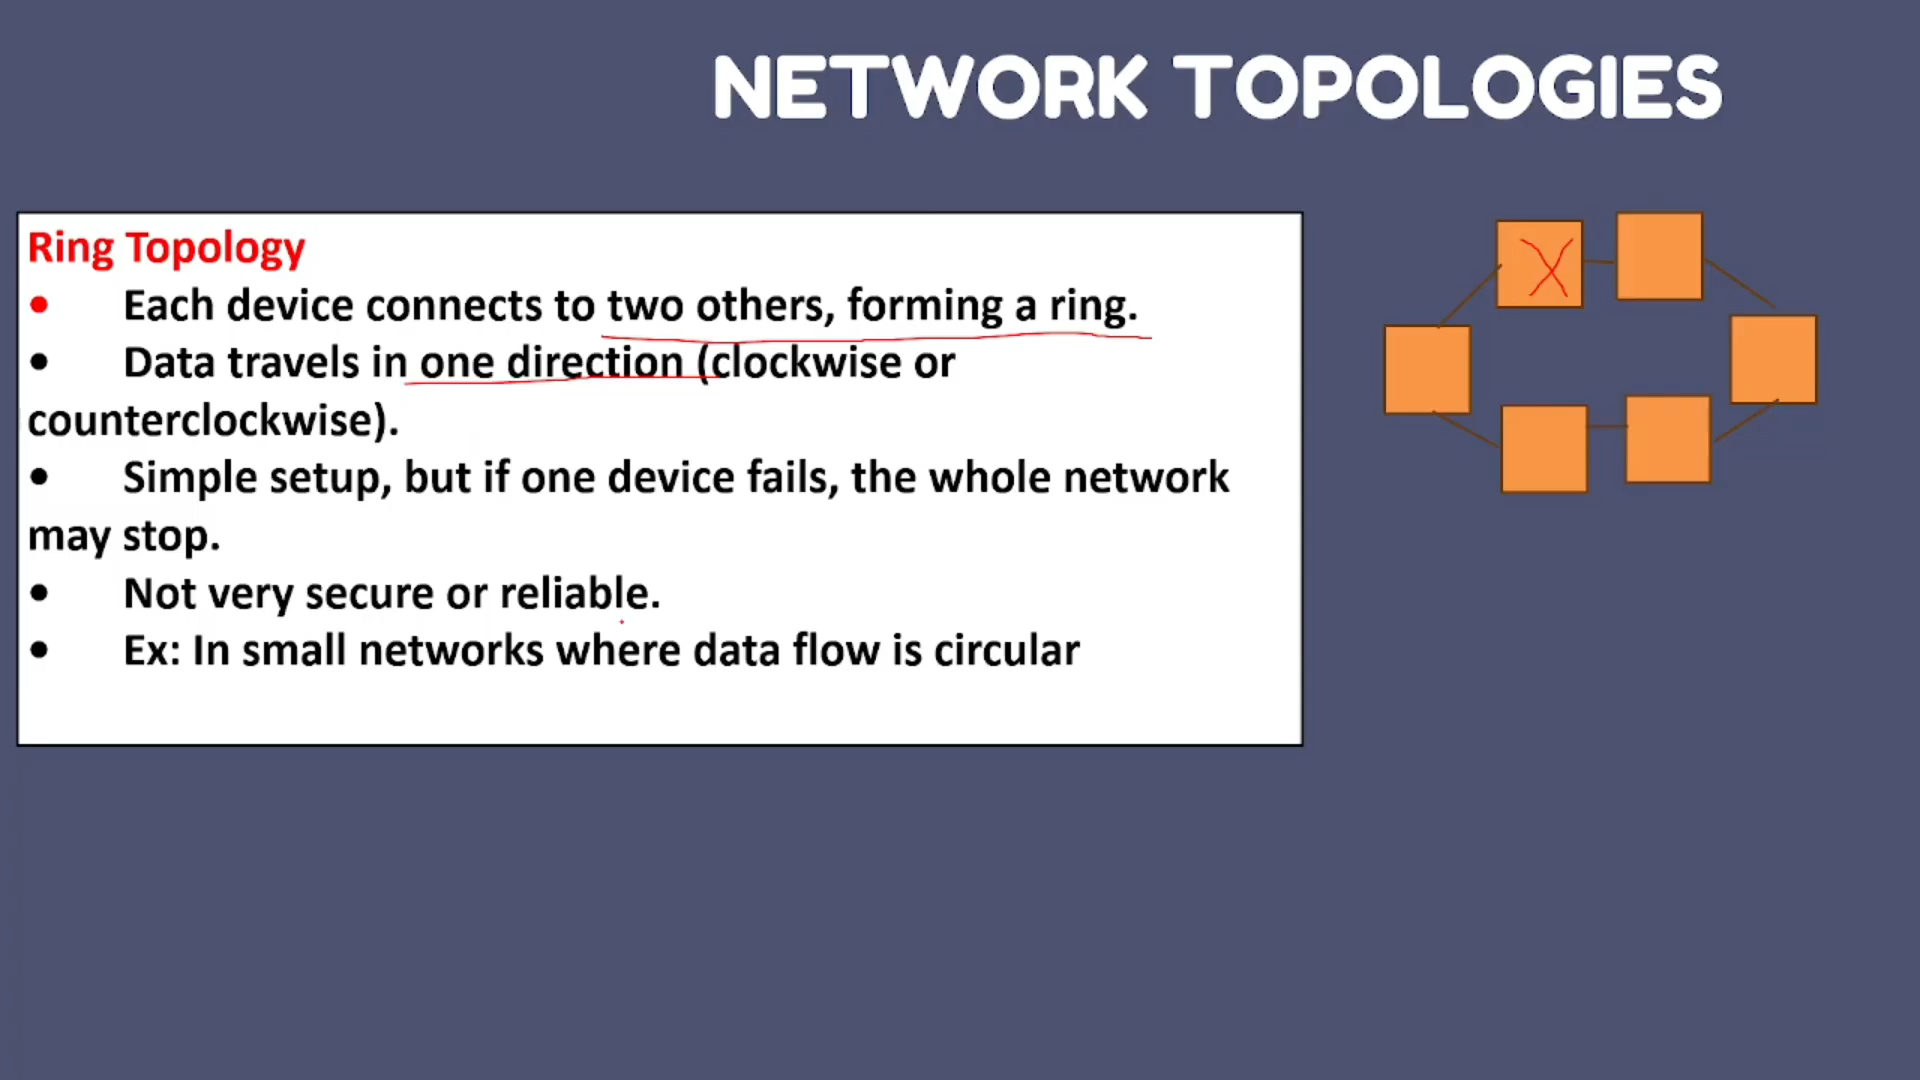 NETWORK TOPOLOGIES
Ring Topology
• Each device connects to two others, forming a ring.
• Data travels in one direction (clockwise or
counterclockwise).
• Simple setup, but if one device fails, the whole network
may stop.
• Not very secure or reliable.
• Ex: In small networks where data flow is circular